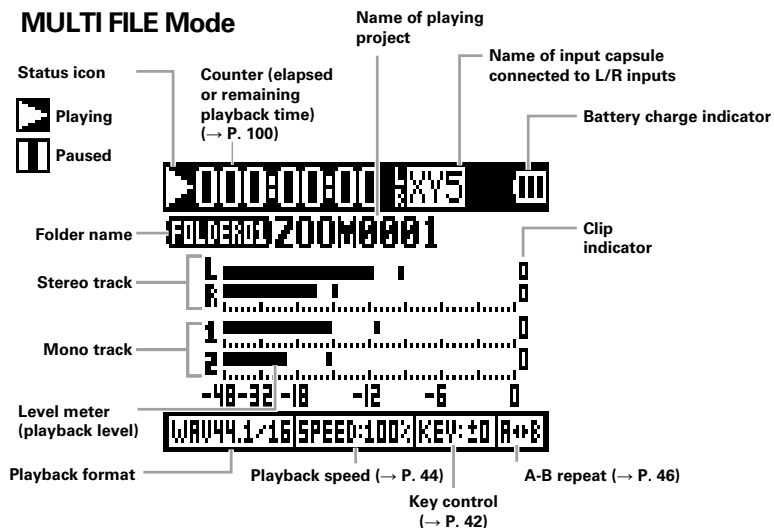 MULTI FILE Mode
Name of playing
project
Status icon
Counter (elapsed
or remaining
playback time)
(→ P. 100)
Name of input capsule
connected to L/R inputs
Playing
Paused
Battery charge indicator
000:00:00 L R XY5
Folder name
FOLDER01 ZOOM0001
Clip
indicator
Stereo track
L 0
R 0
Mono track
1 0
2
-48 -32 -18 -12 -6 0
Level meter
(playback level)
WAV44.1/16 SPEED:100% KEY:±0 A↔B
Playback format
Playback speed (→ P. 44)
A-B repeat (→ P. 46)
Key control
(→ P. 42)